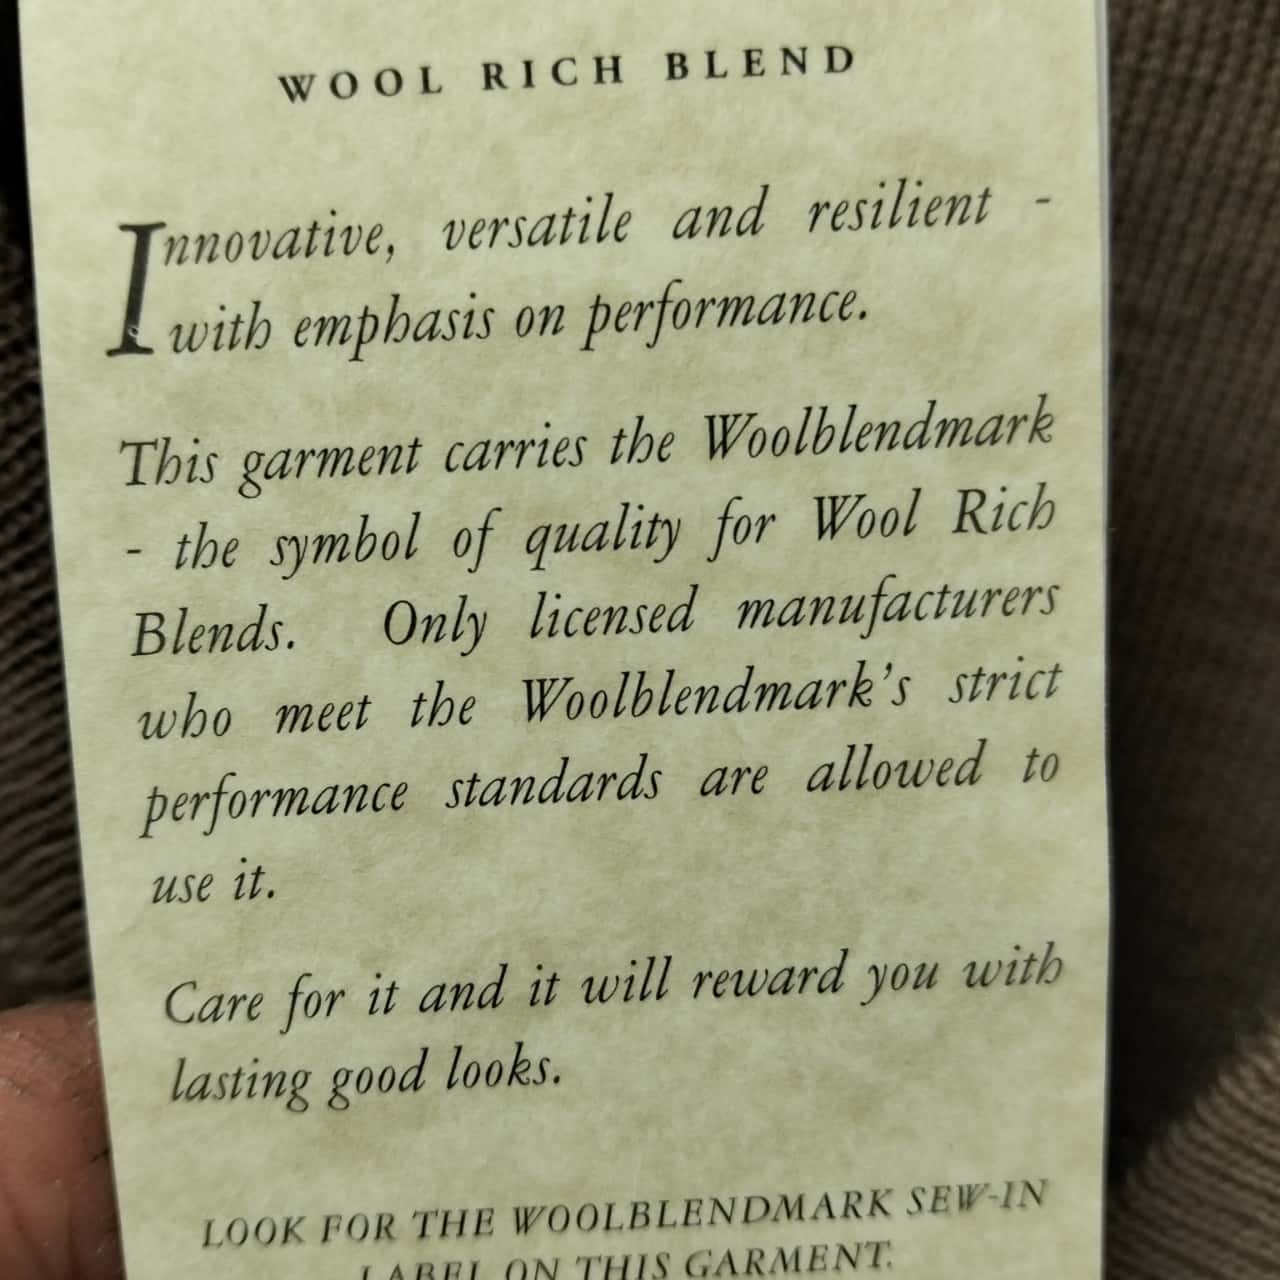 WOOL RICH BLEND
Innovative, versatile and resilient -
with emphasis on performance.
This garment carries the Woolblendmark
- the symbol of quality for Wool Rich
Blends. Only licensed manufacturers
who meet the Woolblendmark's strict
performance standards are allowed to
use it.
Care for it and it will reward you with
lasting good looks.
LOOK FOR THE WOOLBLENDMARK SEW-IN
LABEL ON THIS GARMENT.